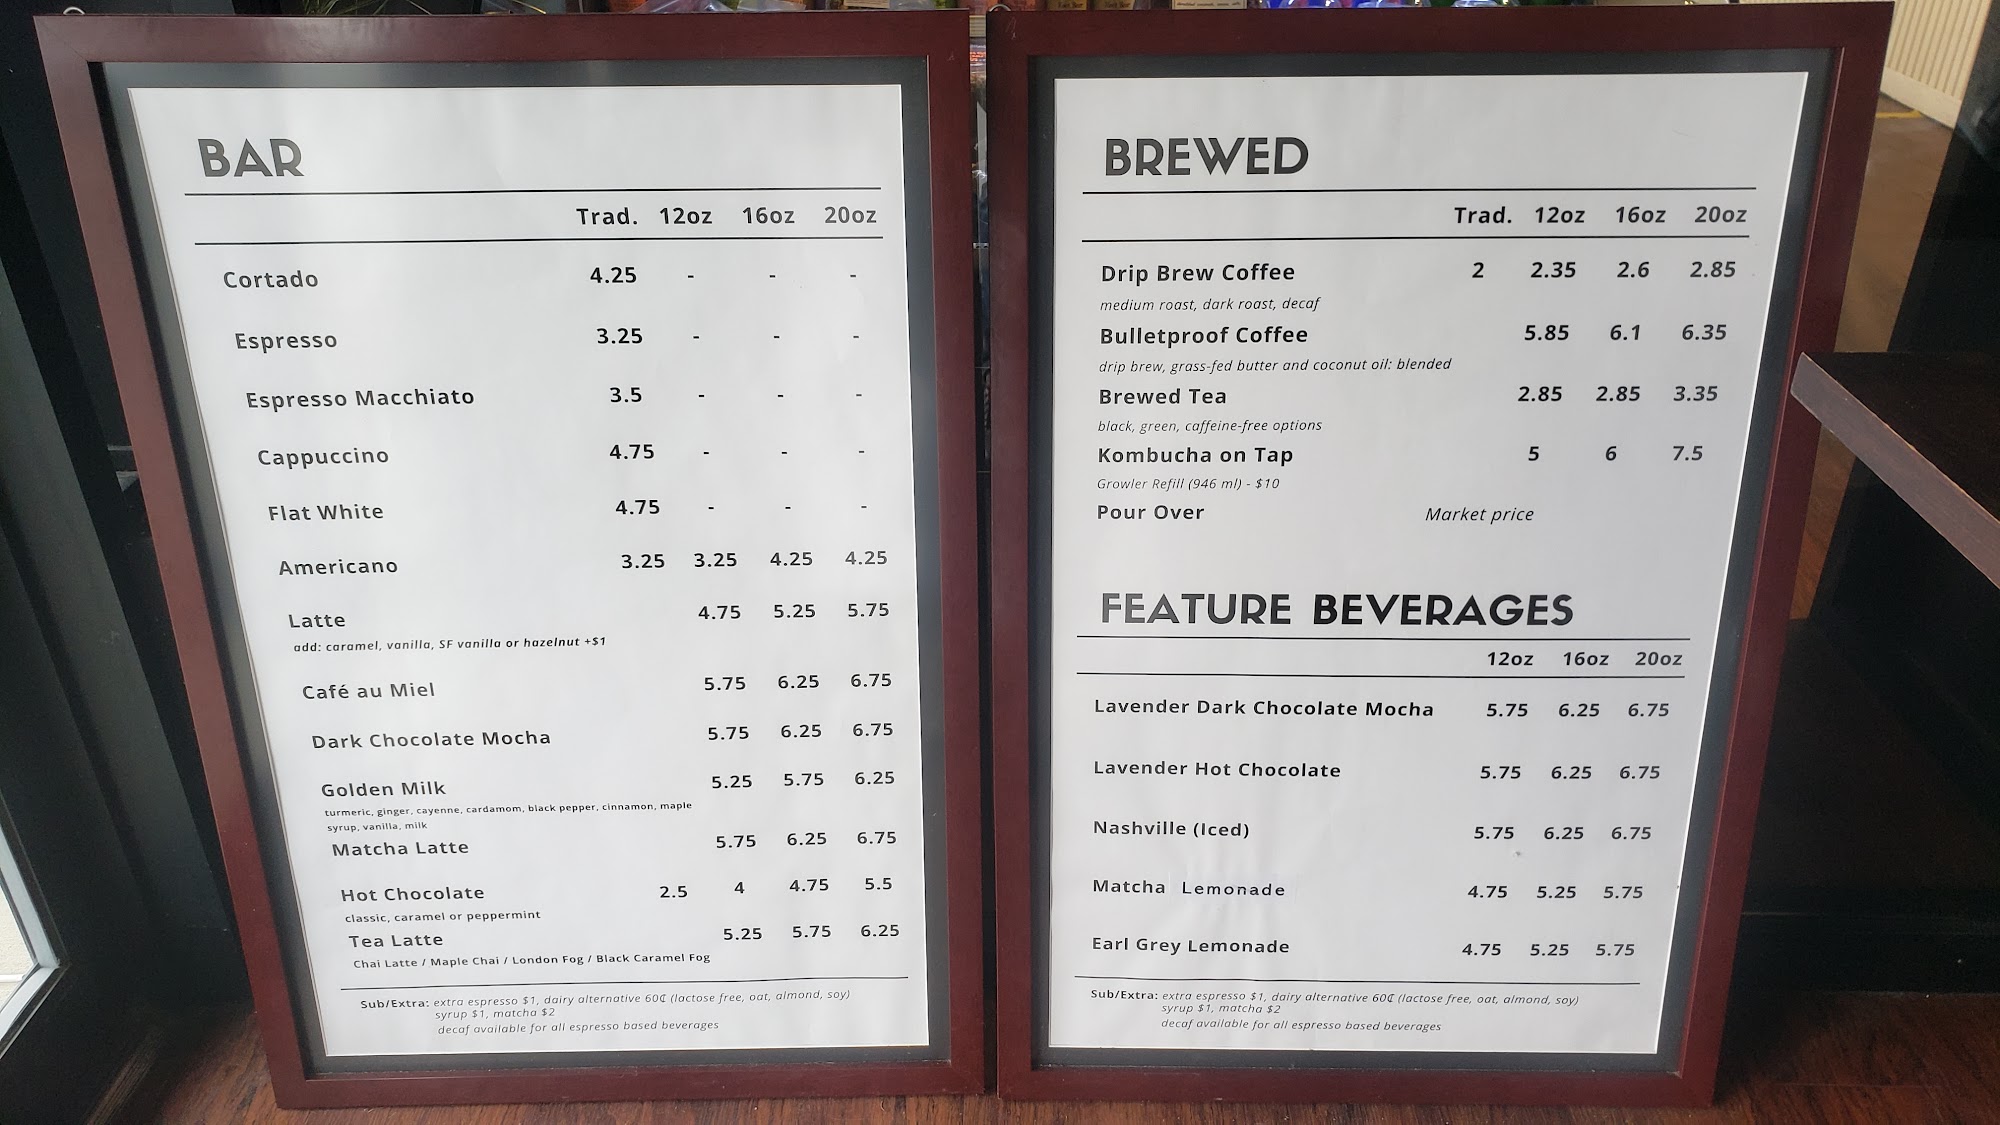 BAR
Trad. 12oz 16oz 20oz
Cortado 4.25 - - -
Espresso 3.25 - - -
Espresso Macchiato 3.5 - - -
Cappuccino 4.75 - - -
Flat White 4.75 - - -
Americano 3.25 3.25 4.25 4.25
Latte 4.75 5.25 5.75
add: caramel, vanilla, SF vanilla or hazelnut +$1
Café au Miel 5.75 6.25 6.75
Dark Chocolate Mocha 5.75 6.25 6.75
Golden Milk 5.25 5.75 6.25
turmeric, ginger, cayenne, cardamom, black pepper, cinnamon, maple
syrup, vanilla, milk
Matcha Latte 5.75 6.25 6.75
Hot Chocolate 2.5 4 4.75 5.5
classic, caramel or peppermint
Tea Latte 5.25 5.75 6.25
Chai Latte / Maple Chai / London Fog / Black Caramel Fog
Sub/Extra: extra espresso $1, dairy alternative 60₵ (lactose free, oat, almond, soy)
syrup $1, matcha $2
decaf available for all espresso based beverages
BREWED
Trad. 12oz 16oz 20oz
Drip Brew Coffee 2 2.35 2.6 2.85
medium roast, dark roast, decaf
Bulletproof Coffee 5.85 6.1 6.35
drip brew, grass-fed butter and coconut oil: blended
Brewed Tea 2.85 2.85 3.35
black, green, caffeine-free options
Kombucha on Tap 5 6 7.5
Growler Refill (946 ml) - $10
Pour Over Market price
FEATURE BEVERAGES
12oz 16oz 20oz
Lavender Dark Chocolate Mocha 5.75 6.25 6.75
Lavender Hot Chocolate 5.75 6.25 6.75
Nashville (Iced) 5.75 6.25 6.75
Matcha Lemonade 4.75 5.25 5.75
Earl Grey Lemonade 4.75 5.25 5.75
Sub/Extra: extra espresso $1, dairy alternative 60₵ (lactose free, oat, almond, soy)
syrup $1, matcha $2
decaf available for all espresso based beverages